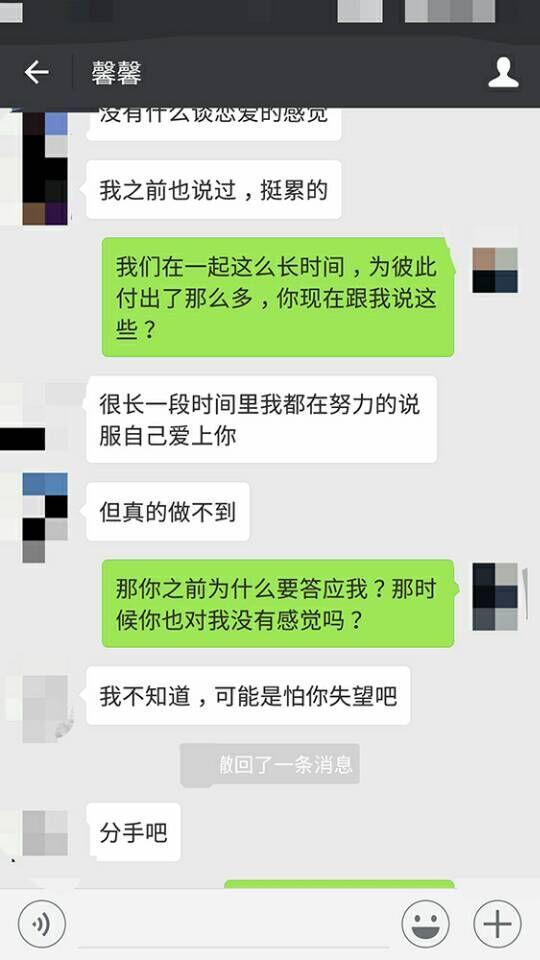 馨馨
没有什么谈恋爱的感觉
我之前也说过，挺累的
我们在一起这么长时间，为彼此
付出了那么多，你现在跟我说这
些？
很长一段时间里我都在努力的说
服自己爱上你
但真的做不到
那你之前为什么要答应我？那时
候你也对我没有感觉吗？
我不知道，可能是怕你失望吧
撤回了一条消息
分手吧